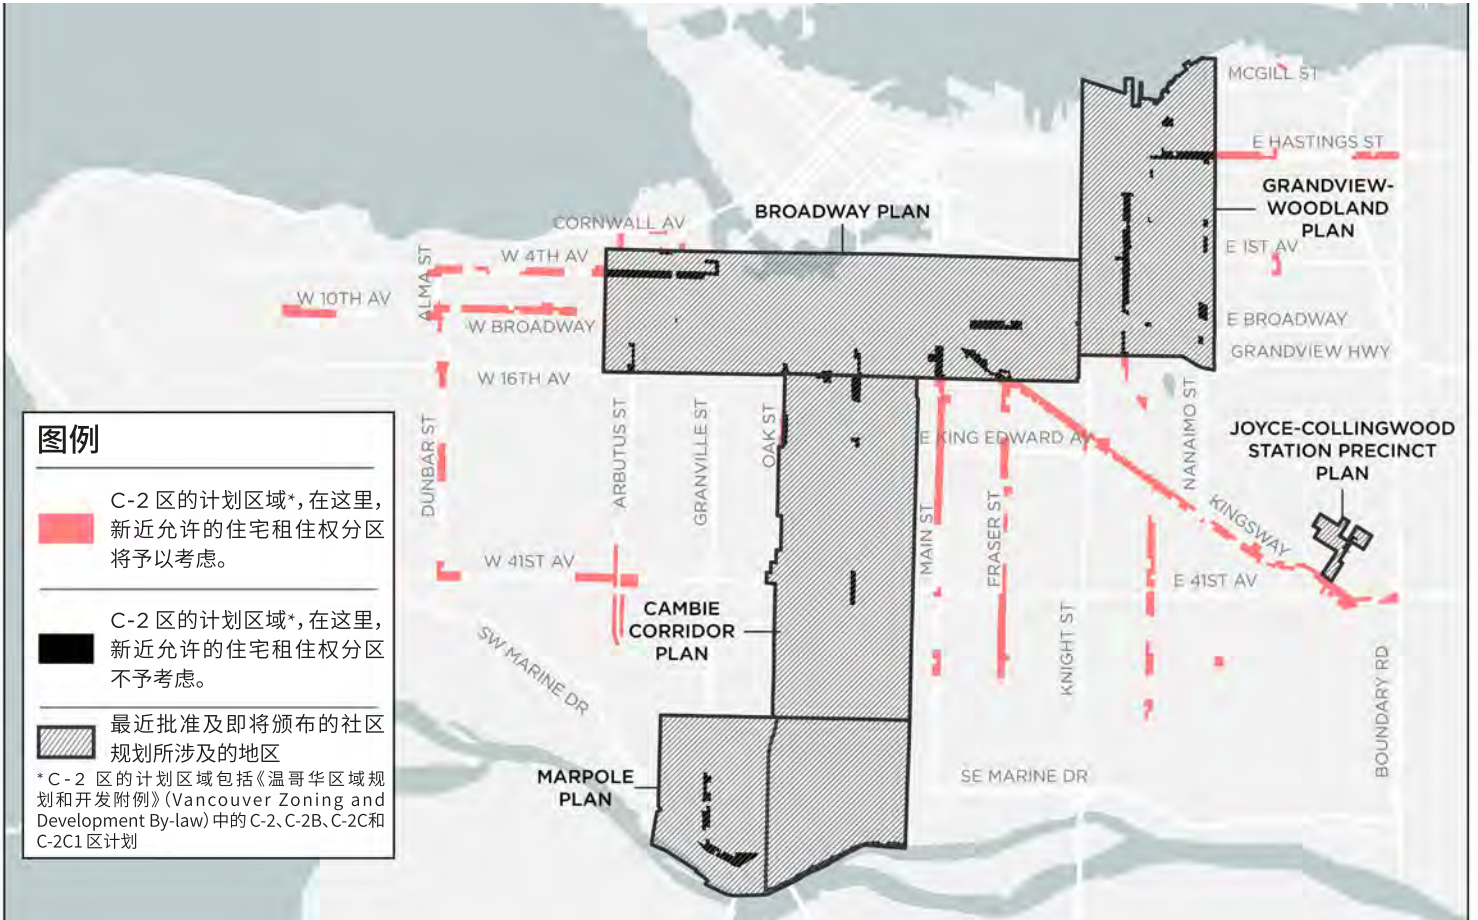 MCGILL ST
E HASTINGS ST
GRANDVIEW-
WOODLAND
PLAN
BROADWAY PLAN
CORNWALL AV
ALMA ST
W 4TH AV
E 1ST AV
W 10TH AV
W BROADWAY
E BROADWAY
GRANDVIEW HWY
W 16TH AV
DUNBAR ST
ARBUTUS ST
GRANVILLE ST
OAK ST
E KING EDWARD AV
NANAIMO ST
JOYCE-COLLINGWOOD
STATION PRECINCT
PLAN
KINGSWAY
MAIN ST
FRASER ST
W 41ST AV
E 41ST AV
CAMBIE
CORRIDOR
PLAN
KNIGHT ST
SW MARINE DR
BOUNDARY RD
MARPOLE
PLAN
SE MARINE DR
图例
C-2 区的计划区域*，在这里，
新近允许的住宅租住权分区
将予以考虑。
C-2 区的计划区域*，在这里，
新近允许的住宅租住权分区
不予考虑。
最近批准及即将颁布的社区
规划所涉及的地区
*C-2 区的计划区域包括《温哥华区域规
划和开发附例》（Vancouver Zoning and
Development By-law）中的 C-2、C-2B、C-2C和
C-2C1 区计划